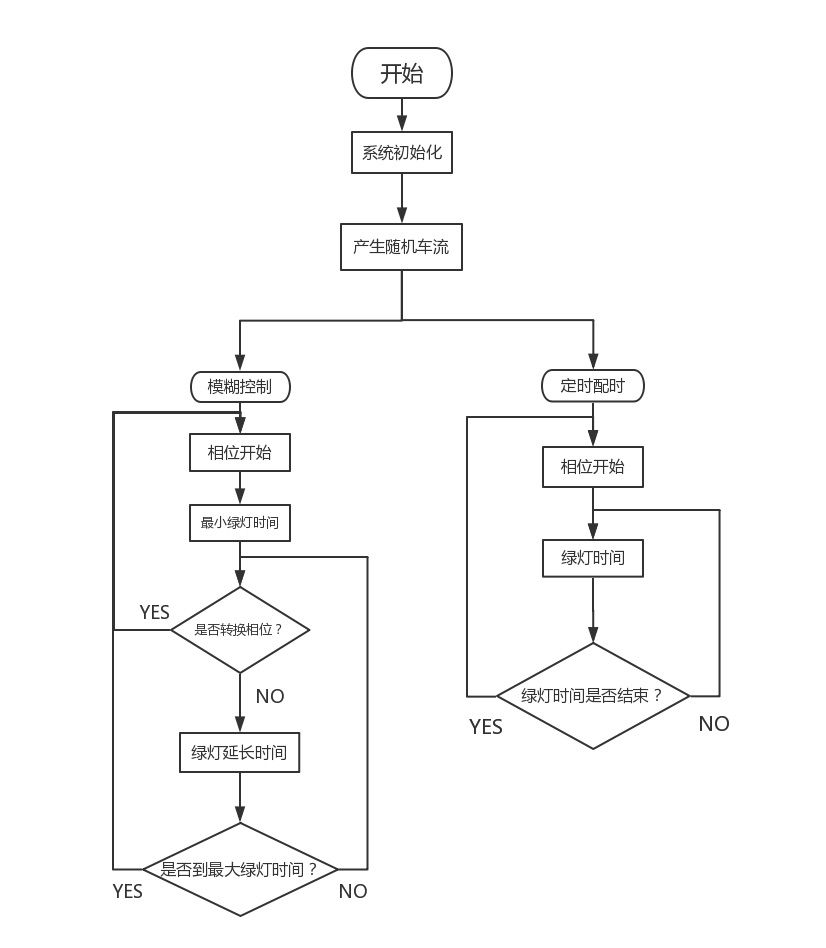 开始
系统初始化
产生随机车流
模糊控制
相位开始
最小绿灯时间
是否转换相位？
YES
NO
绿灯延长时间
是否到最大绿灯时间？
YES
NO
定时配时
相位开始
绿灯时间
绿灯时间是否结束？
YES
NO